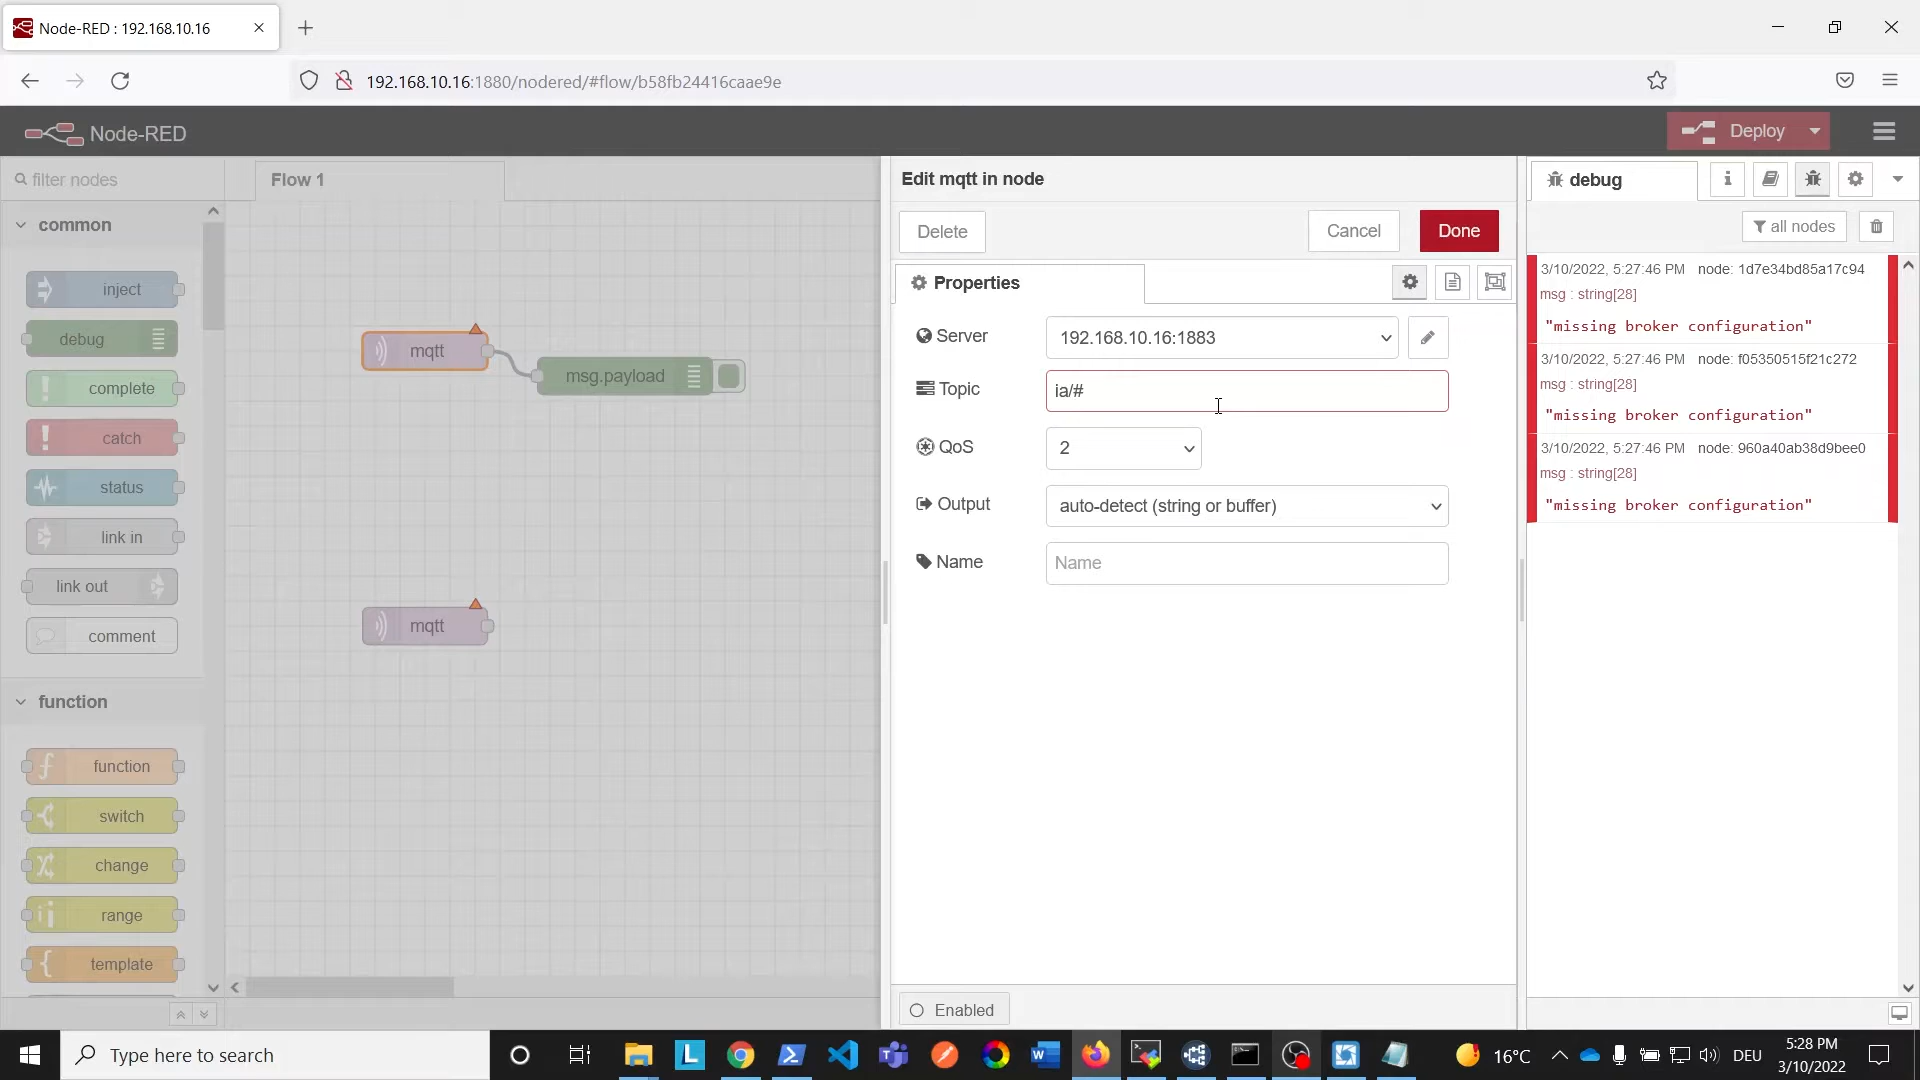 Node-RED : 192.168.10.16
192.168.10.16:1880/nodered/#flow/b58fb24416caae9e
Node-RED
Deploy
filter nodes
Flow 1
common
inject
debug
complete
catch
status
link in
link out
comment
function
function
switch
change
range
template
mqtt
msg.payload
mqtt
Edit mqtt in node
Delete
Cancel
Done
Properties
Server
192.168.10.16:1883
Topic
ia/#
QoS
2
Output
auto-detect (string or buffer)
Name
Name
Enabled
debug
all nodes
3/10/2022, 5:27:46 PM node: 1d7e34bd85a17c94
msg : string[28]
"missing broker configuration"
3/10/2022, 5:27:46 PM node: f05350515f21c272
msg : string[28]
"missing broker configuration"
3/10/2022, 5:27:46 PM node: 960a40ab38d9bee0
msg : string[28]
"missing broker configuration"
Type here to search
16°C
DEU
5:28 PM
3/10/2022